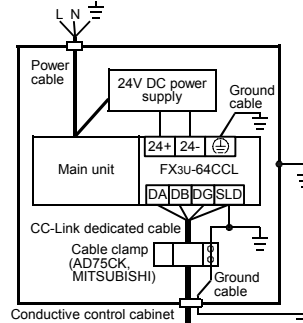 L N
Power
cable
24V DC power
supply
Ground
cable
24+ 24-
Main unit
FX3U-64CCL
DA DB DG SLD
CC-Link dedicated cable
Cable clamp
(AD75CK,
MITSUBISHI)
Ground
cable
Conductive control cabinet